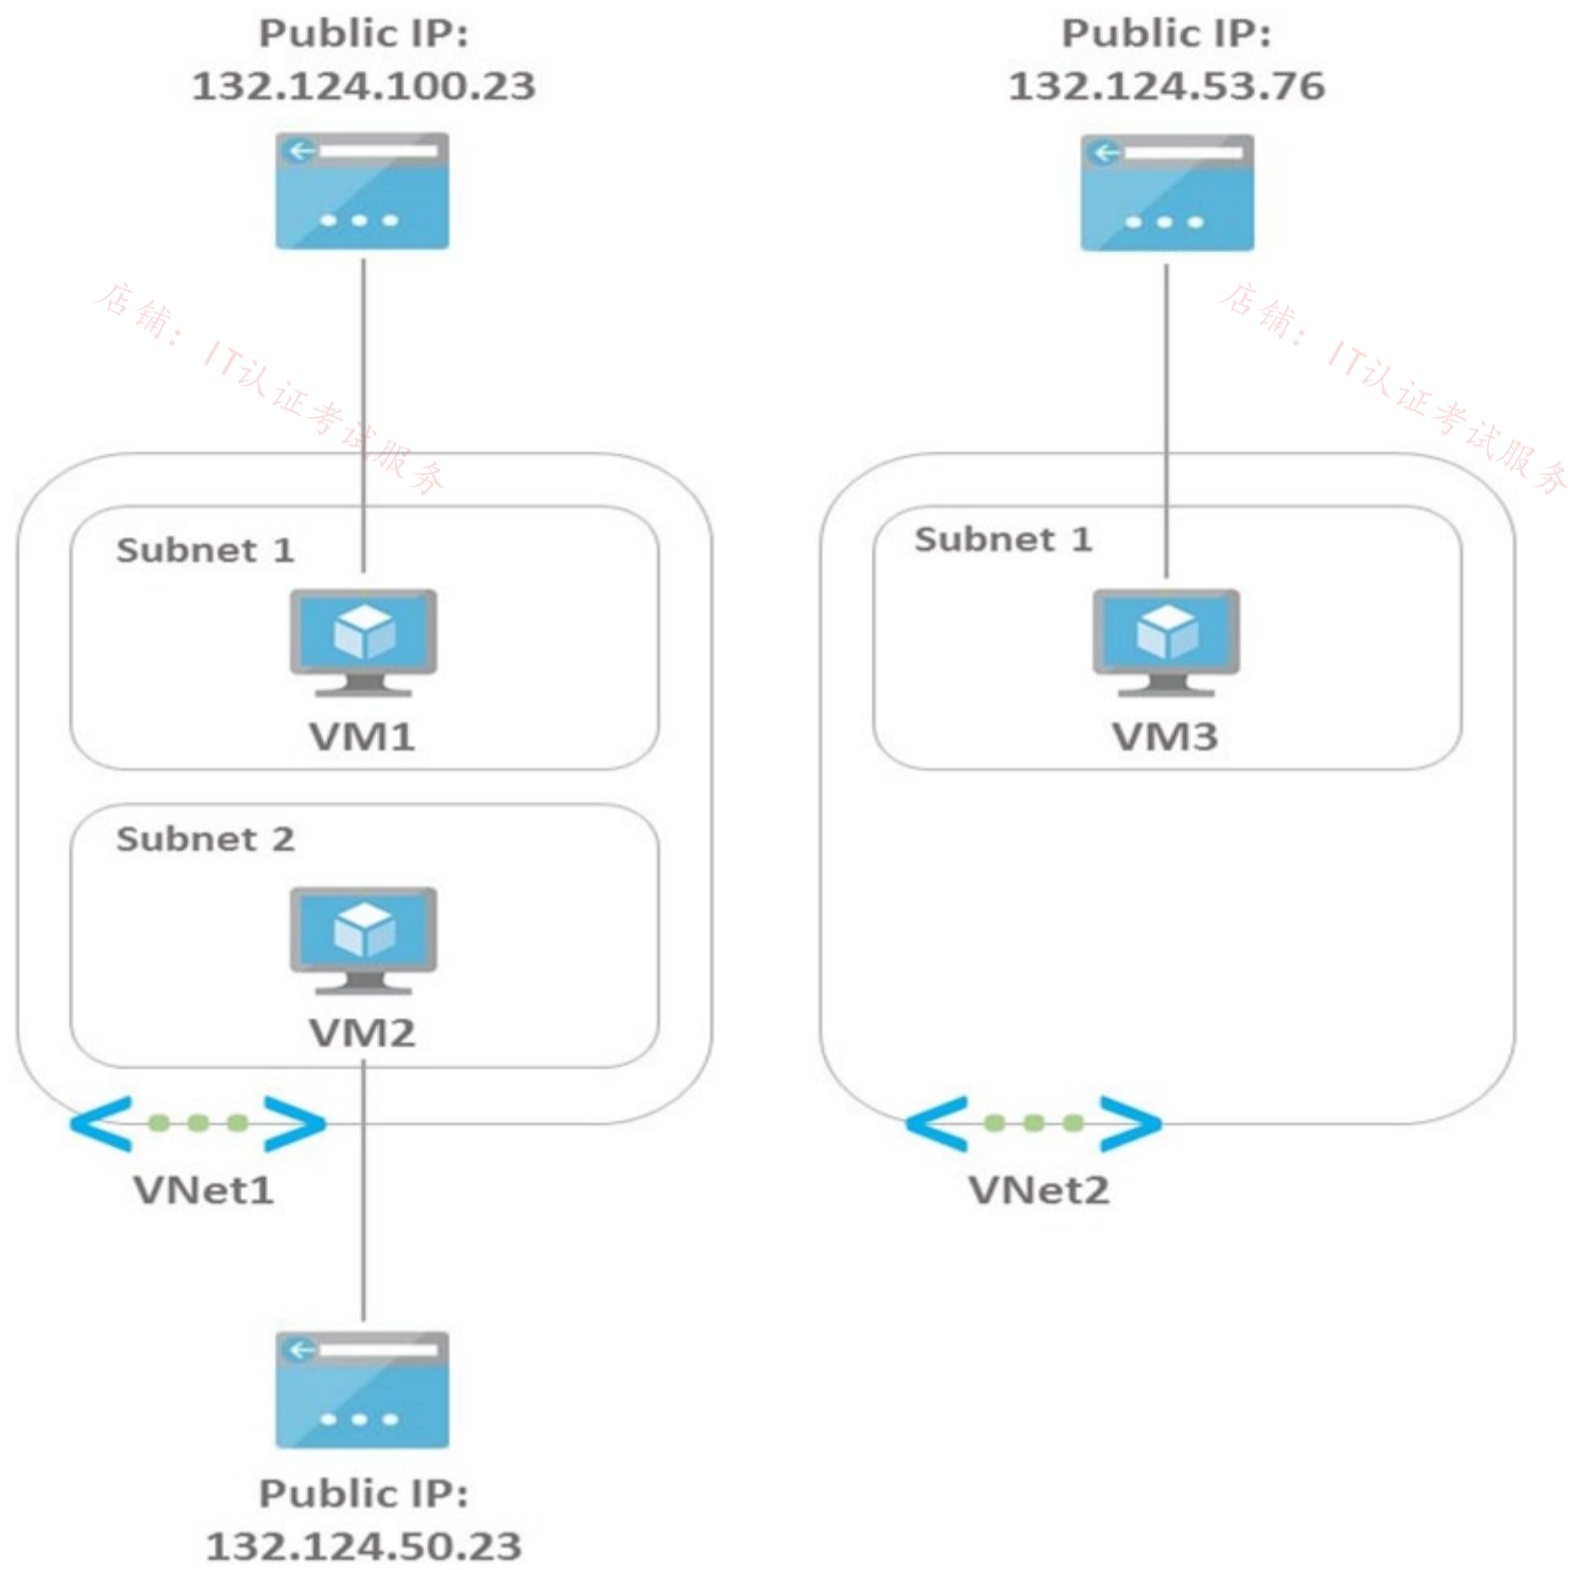 Public IP:
132.124.100.23
Public IP:
132.124.53.76
店铺：IT认证考试服务
店铺：IT认证考试服务
Subnet 1
VM1
Subnet 1
VM3
Subnet 2
VM2
VNet1
VNet2
Public IP:
132.124.50.23